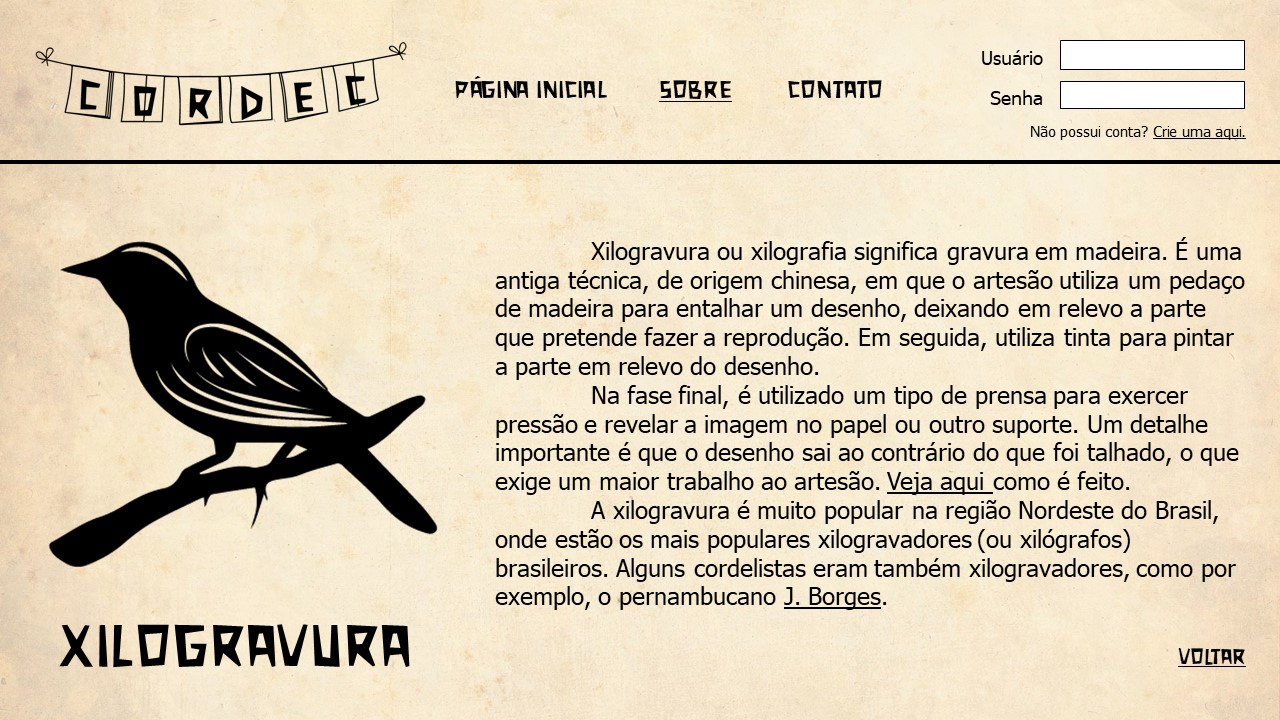 CORDEC
PÁGINA INICIAL
SOBRE
CONTATO
Usuário
Senha
Não possui conta? Crie uma aqui.
Xilogravura ou xilografia significa gravura em madeira. É uma
antiga técnica, de origem chinesa, em que o artesão utiliza um pedaço
de madeira para entalhar um desenho, deixando em relevo a parte
que pretende fazer a reprodução. Em seguida, utiliza tinta para pintar
a parte em relevo do desenho.
Na fase final, é utilizado um tipo de prensa para exercer
pressão e revelar a imagem no papel ou outro suporte. Um detalhe
importante é que o desenho sai ao contrário do que foi talhado, o que
exige um maior trabalho ao artesão. Veja aqui como é feito.
A xilogravura é muito popular na região Nordeste do Brasil,
onde estão os mais populares xilogravadores (ou xilógrafos)
brasileiros. Alguns cordelistas eram também xilogravadores, como por
exemplo, o pernambucano J. Borges.
XILOGRAVURA
VOLTAR